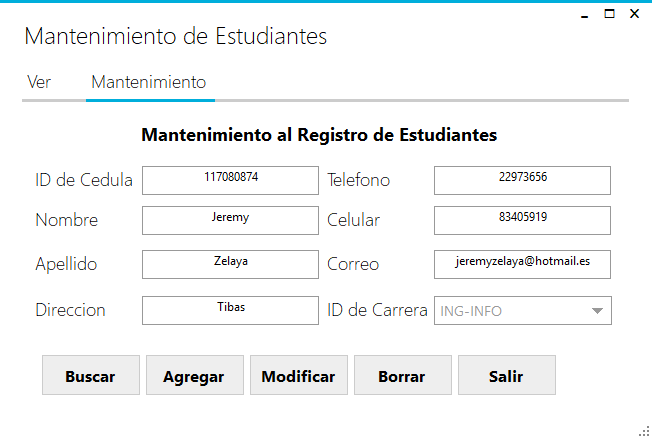 Mantenimiento de Estudiantes
Ver Mantenimiento
Mantenimiento al Registro de Estudiantes
ID de Cedula 117080874 Telefono 22973656
Nombre Jeremy Celular 83405919
Apellido Zelaya Correo jeremyzelaya@hotmail.es
Direccion Tibas ID de Carrera ING-INFO
Buscar Agregar Modificar Borrar Salir